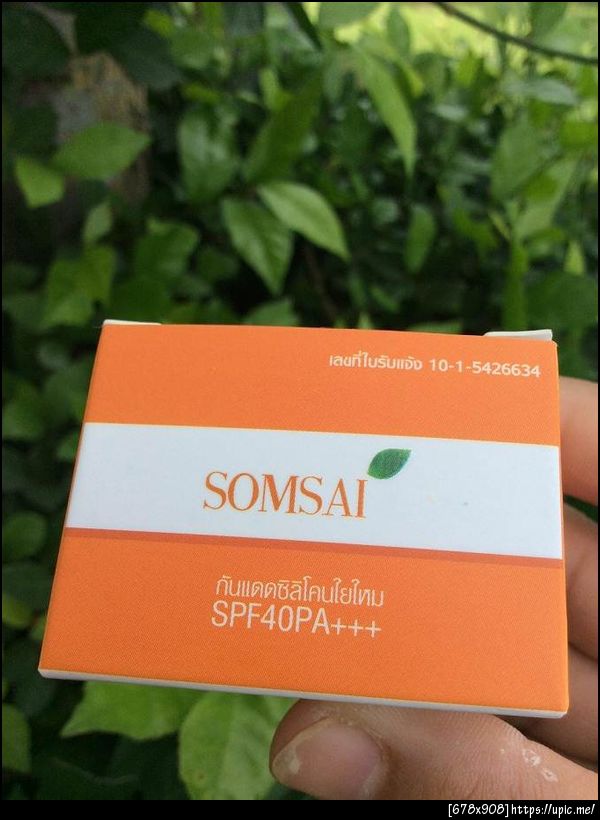 เลขที่ใบรับแจ้ง 10-1-5426634
SOMSAI
กันแดดซิลิโคนใยไหม
SPF40PA+++
[678x908]https://upic.me/